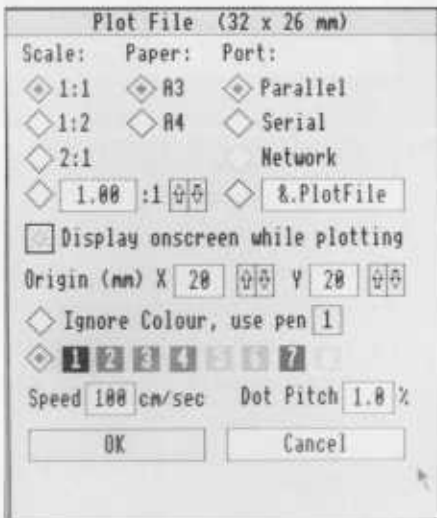 Plot File (32 x 26 mm)
Scale: Paper: Port:
1:1 A3 Parallel
1:2 A4 Serial
2:1 Network
1.00 :1 &.PlotFile
Display onscreen while plotting
Origin (mm) X 20 Y 20
Ignore Colour, use pen 1
1 2 3 4 5 6 7
Speed 100 cm/sec Dot Pitch 1.0 %
OK Cancel